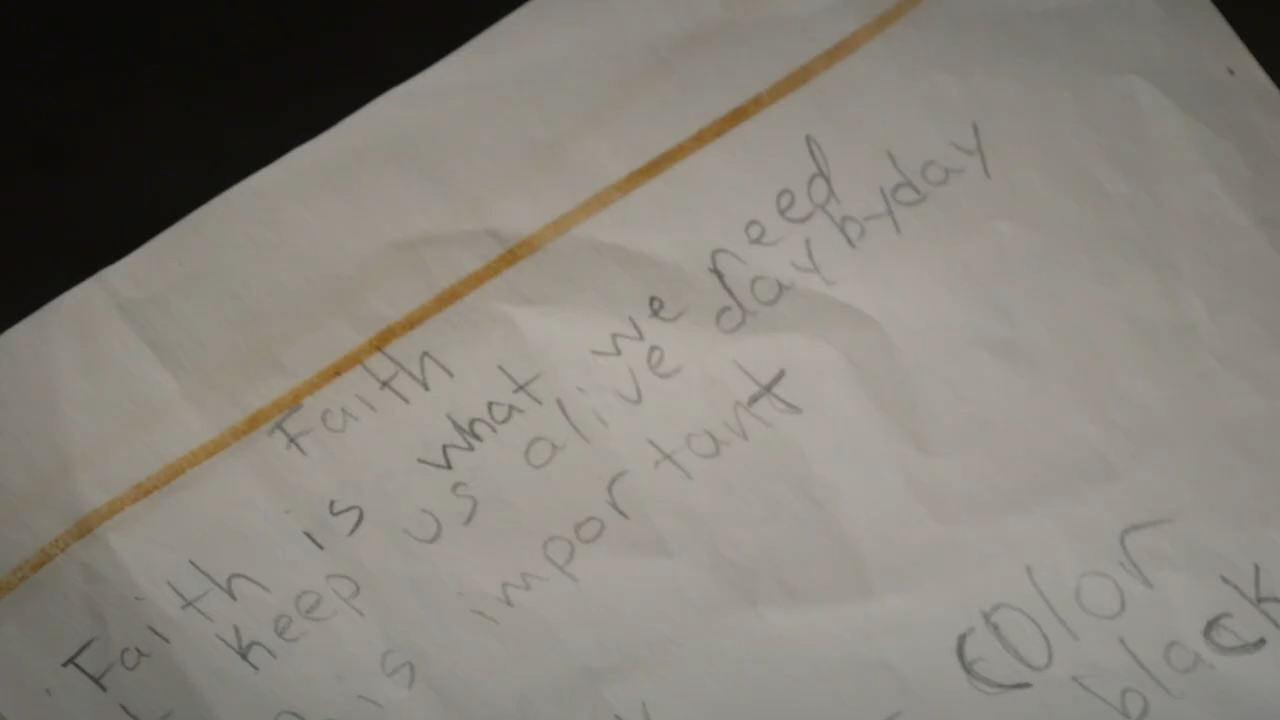 Faith
Faith is what we need
keep us alive day by day
is important
color
black